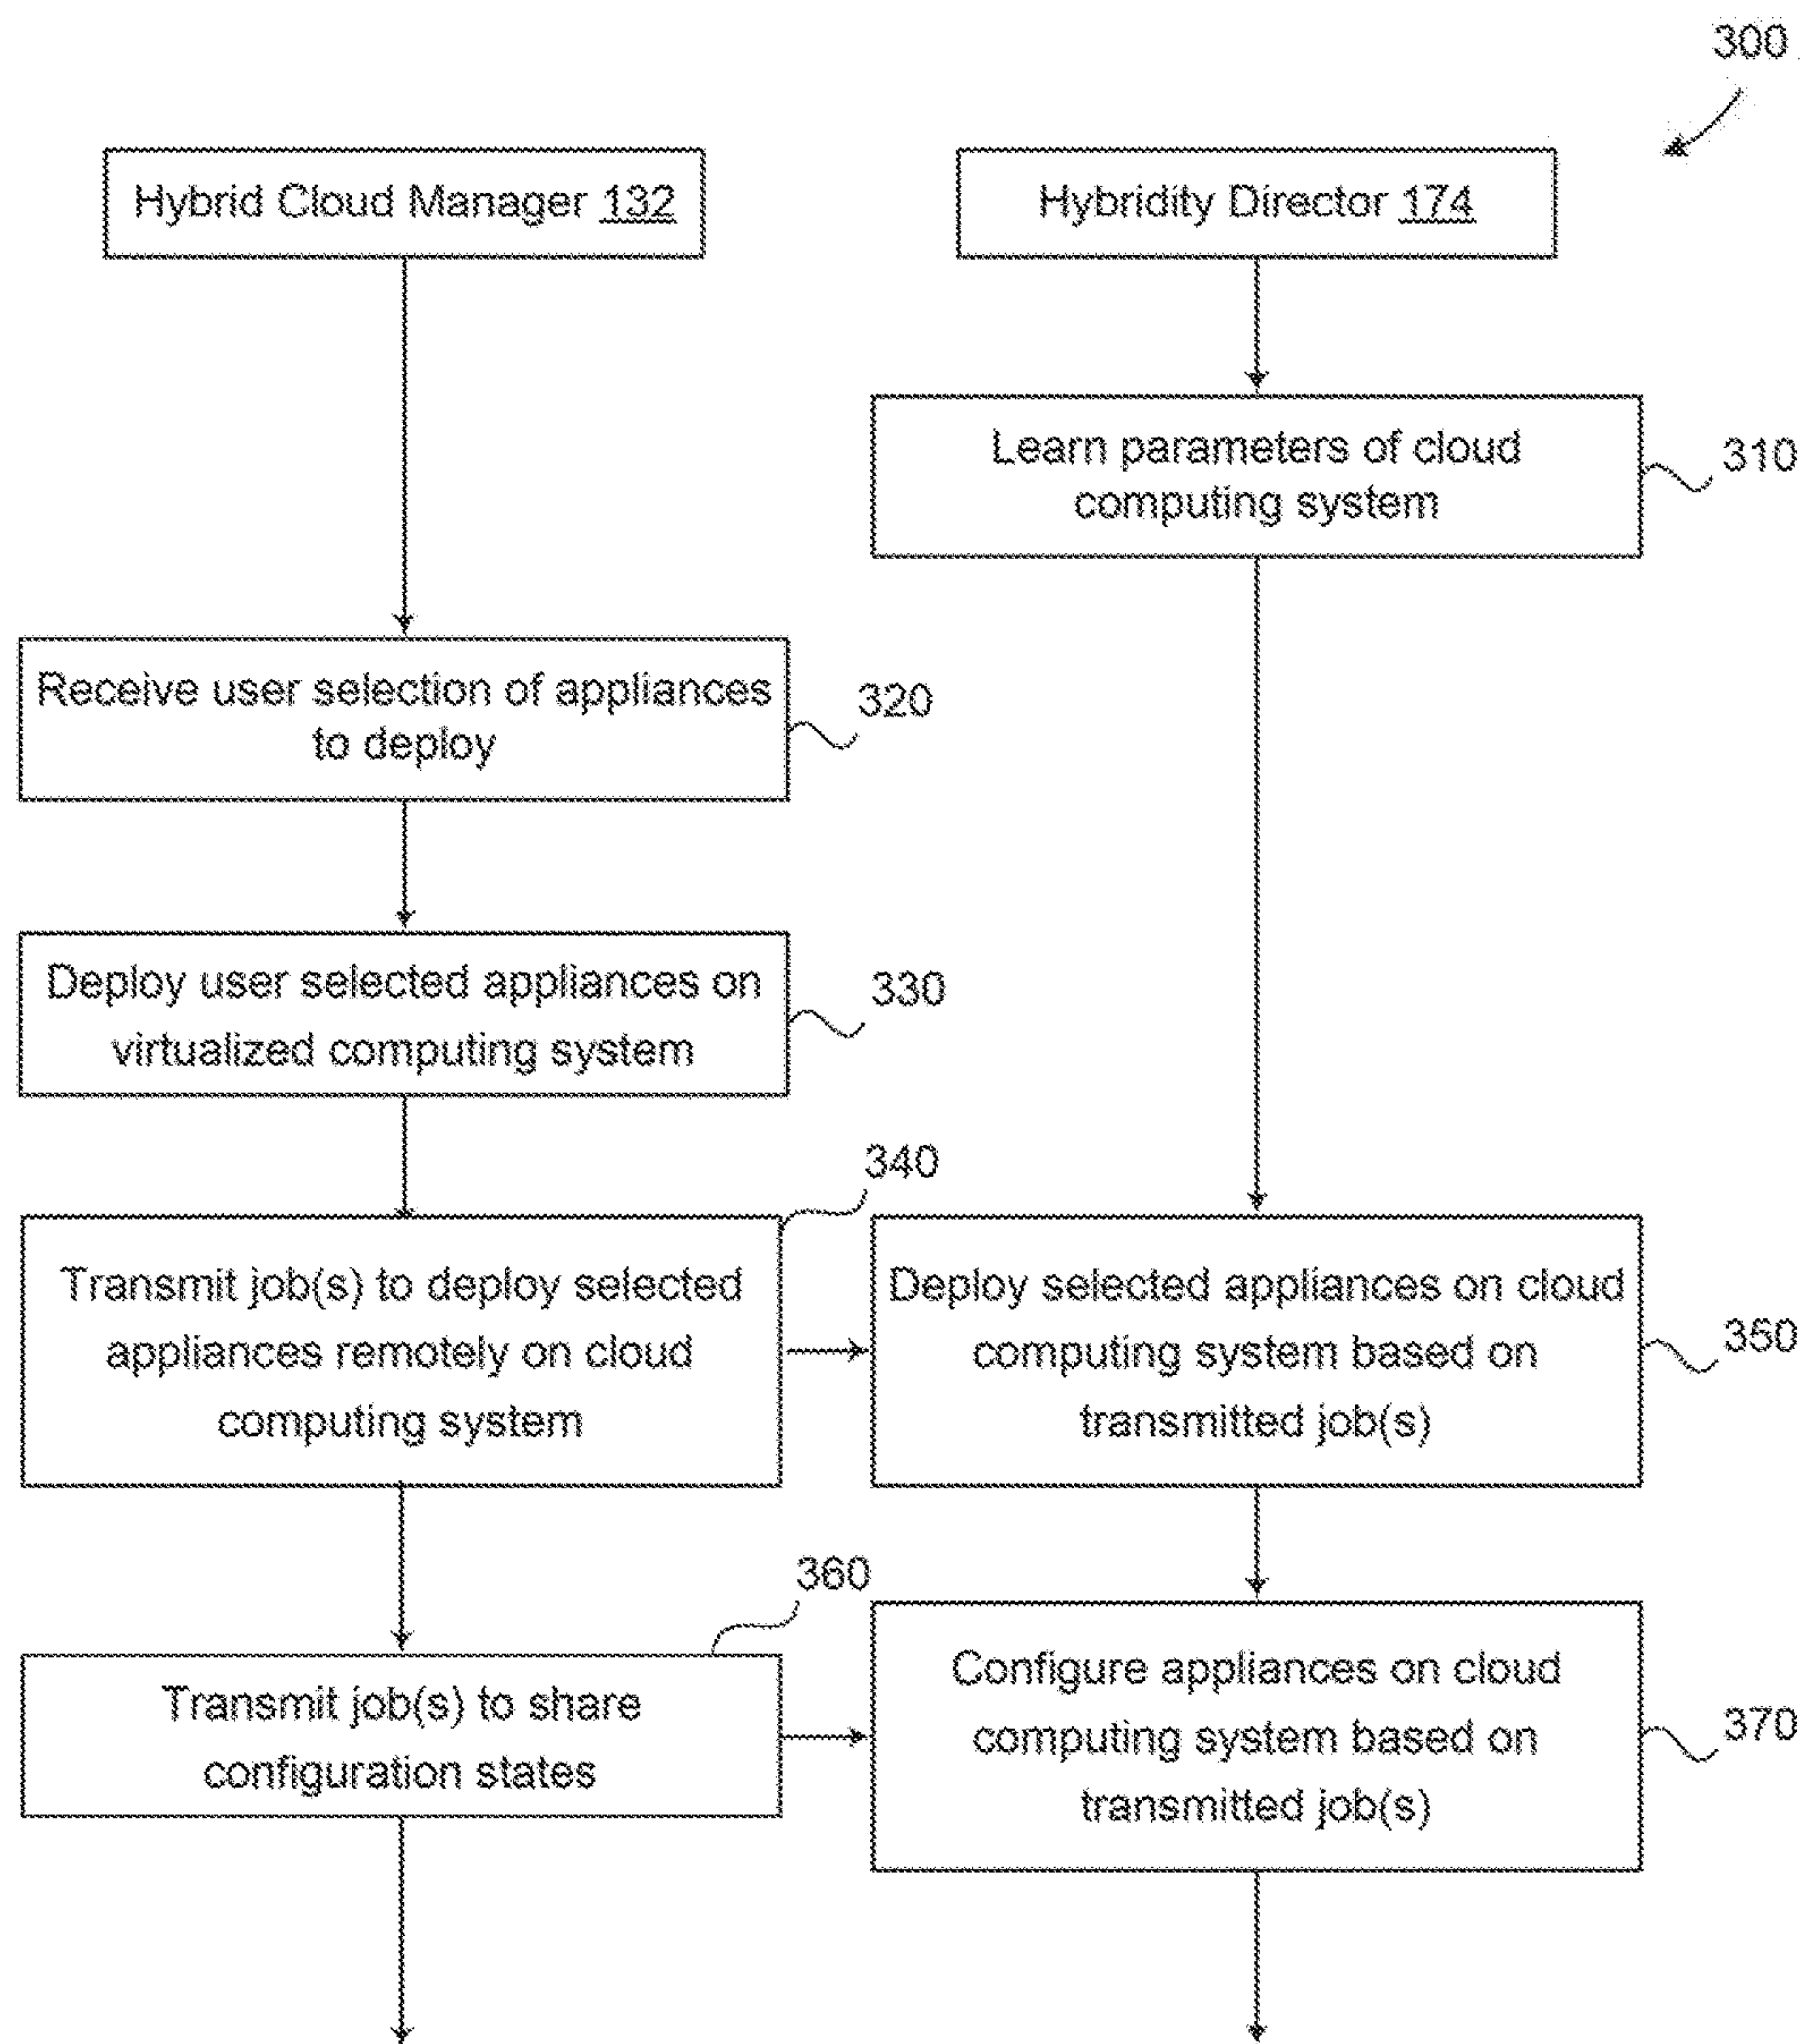 300
Hybrid Cloud Manager 132
Hybridity Director 174
Learn parameters of cloud
computing system
310
Receive user selection of appliances
to deploy
320
Deploy user selected appliances on
virtualized computing system
330
340
Transmit job(s) to deploy selected
appliances remotely on cloud
computing system
Deploy selected appliances on cloud
computing system based on
transmitted job(s)
350
360
Transmit job(s) to share
configuration states
Configure appliances on cloud
computing system based on
transmitted job(s)
370